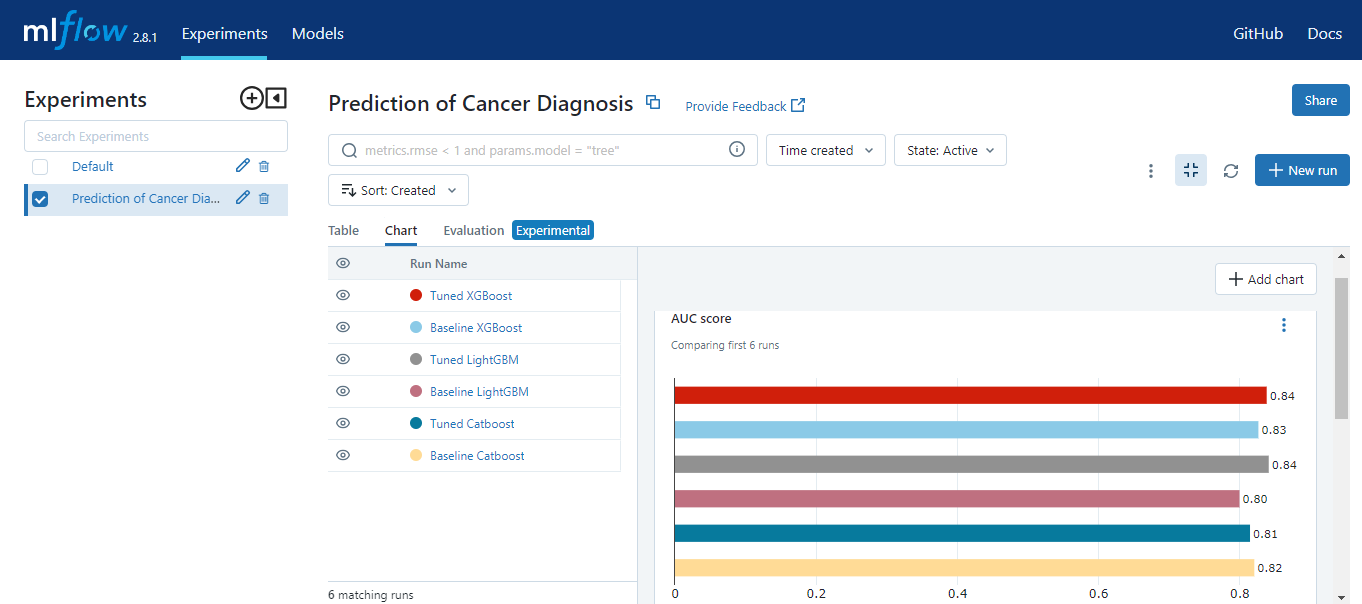 mlflow 2.8.1 Experiments Models GitHub Docs
Experiments
Search Experiments
Default
Prediction of Cancer Dia...
Prediction of Cancer Diagnosis Provide Feedback Share
metrics.rmse < 1 and params.model = "tree" Time created State: Active
New run
Sort: Created
Table Chart Evaluation Experimental
Run Name
Tuned XGBoost
Baseline XGBoost
Tuned LightGBM
Baseline LightGBM
Tuned Catboost
Baseline Catboost
6 matching runs
Add chart
AUC score
Comparing first 6 runs
0.84
0.83
0.84
0.80
0.81
0.82
0 0.2 0.4 0.6 0.8